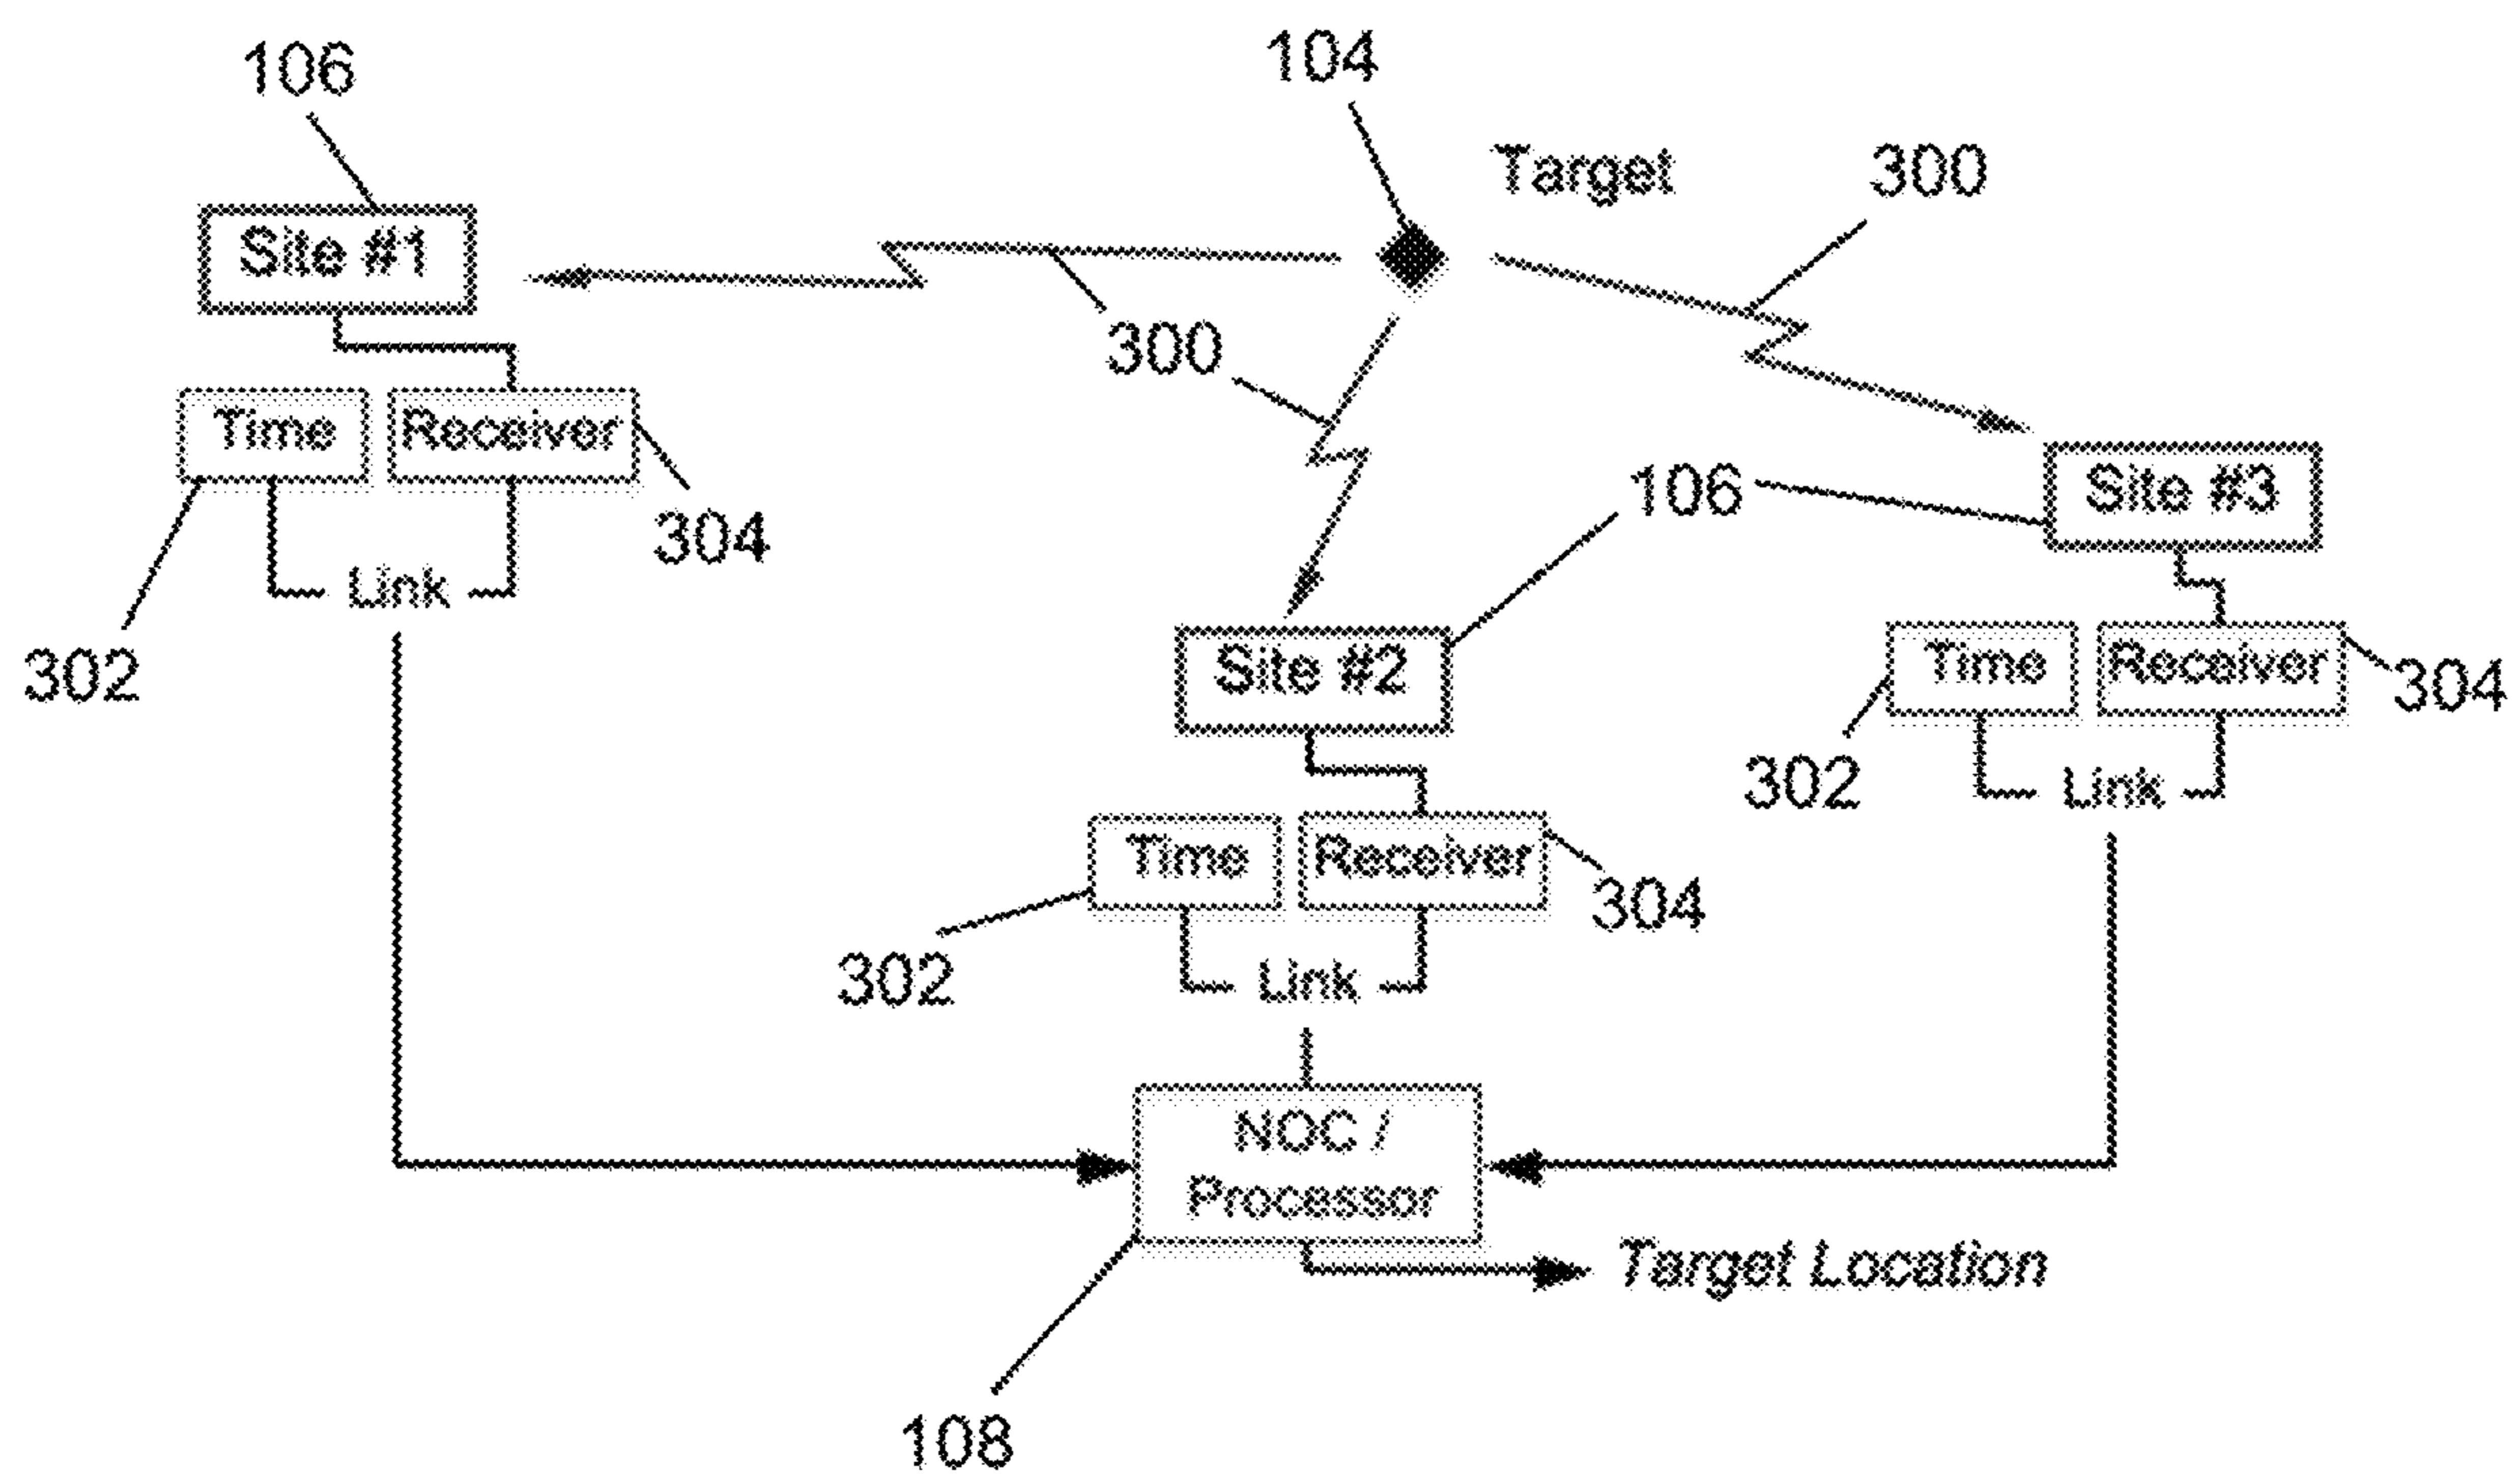 106
104
Target
300
Site #1
300
Time
Receiver
304
106
Site #3
Link
302
Site #2
Time
Receiver
304
302
Link
Time
Receiver
304
302
Link
NOC /
Processor
Target Location
108